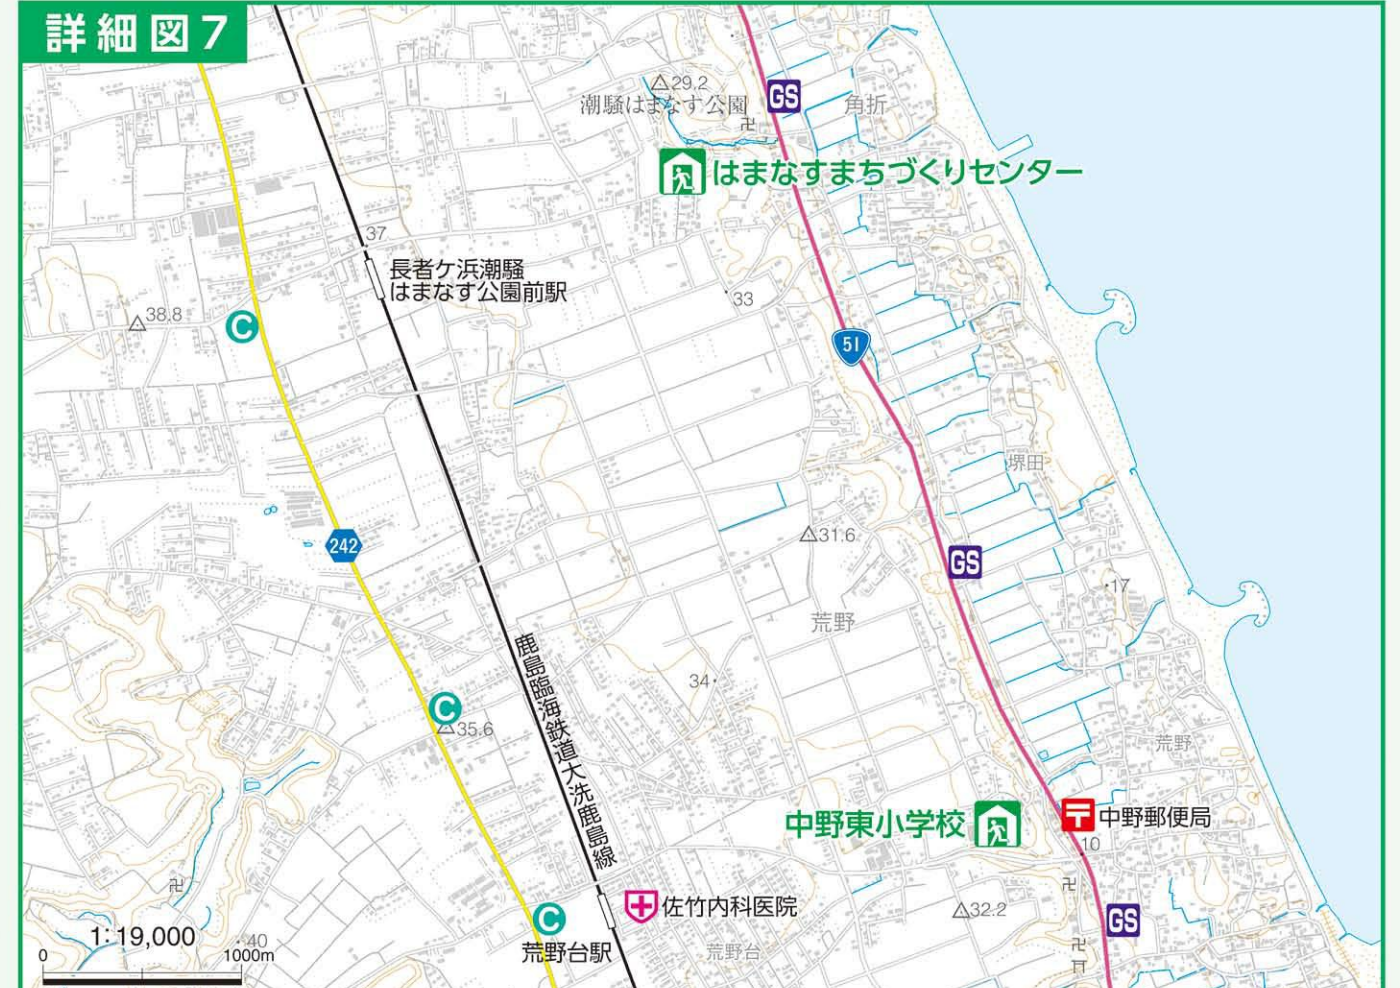 詳細図7
△29.2
潮騒はまなす公園
GS
角折
はまなすまちづくりセンター
37
長者ケ浜潮騒
はまなす公園前駅
33
38.8
C
51
堺田
242
31.6
GS
17
荒野
34
C
35.6
鹿島臨海鉄道大洗鹿島線
荒野
中野東小学校
〒
中野郵便局
10
佐竹内科医院
32.2
C
GS
荒野台駅
荒野台
1:19,000
40
0
1000m